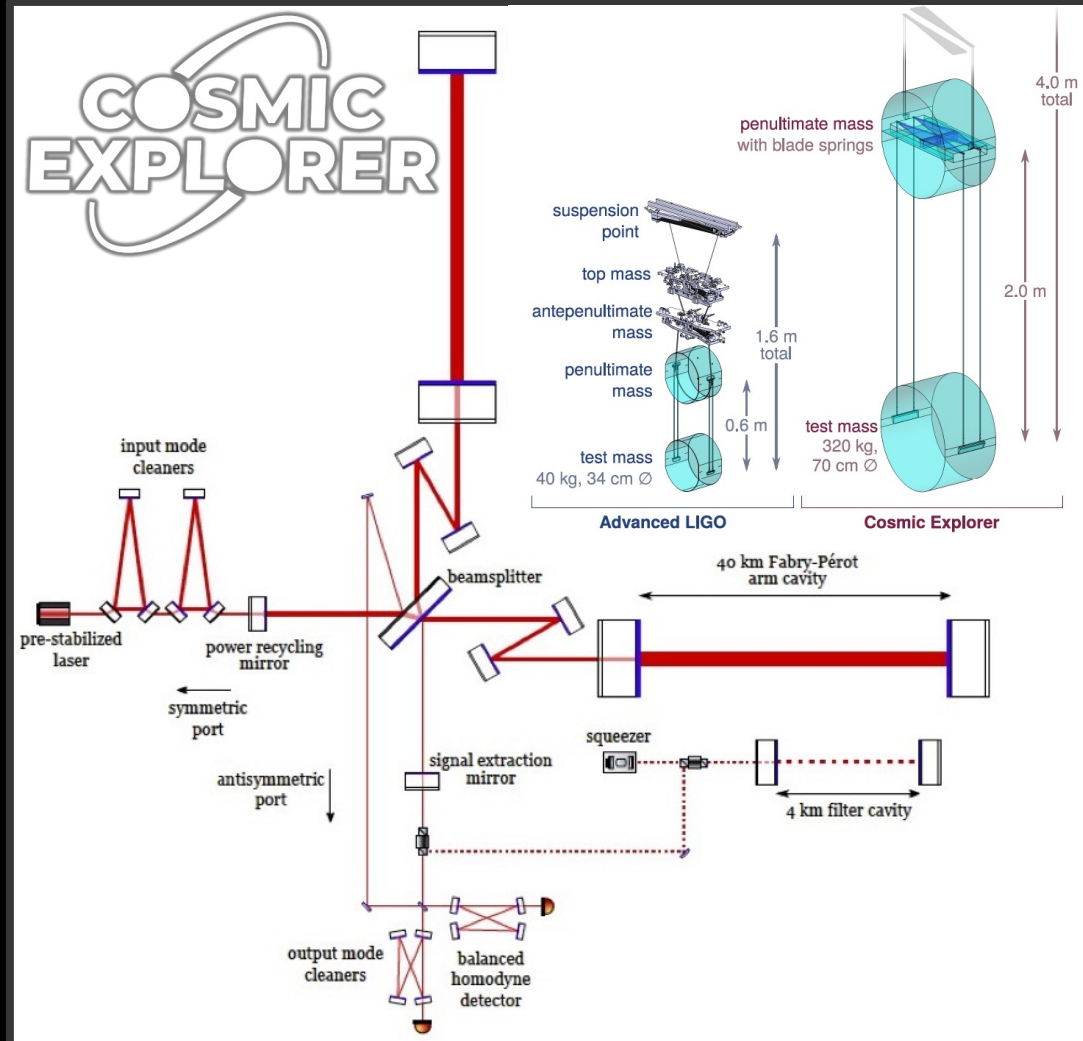 COSMIC
EXPLORER
4.0 m
total
penultimate mass
with blade springs
suspension
point
top mass
antepenultimate
mass
2.0 m
1.6 m
total
penultimate
mass
0.6 m
test mass
40 kg, 34 cm Ø
test mass
320 kg,
70 cm Ø
Advanced LIGO
Cosmic Explorer
input mode
cleaners
beamsplitter
40 km Fabry-Pérot
arm cavity
pre-stabilized
laser
power recycling
mirror
symmetric
port
squeezer
signal extraction
mirror
antisymmetric
port
4 km filter cavity
output mode
cleaners
balanced
homodyne
detector